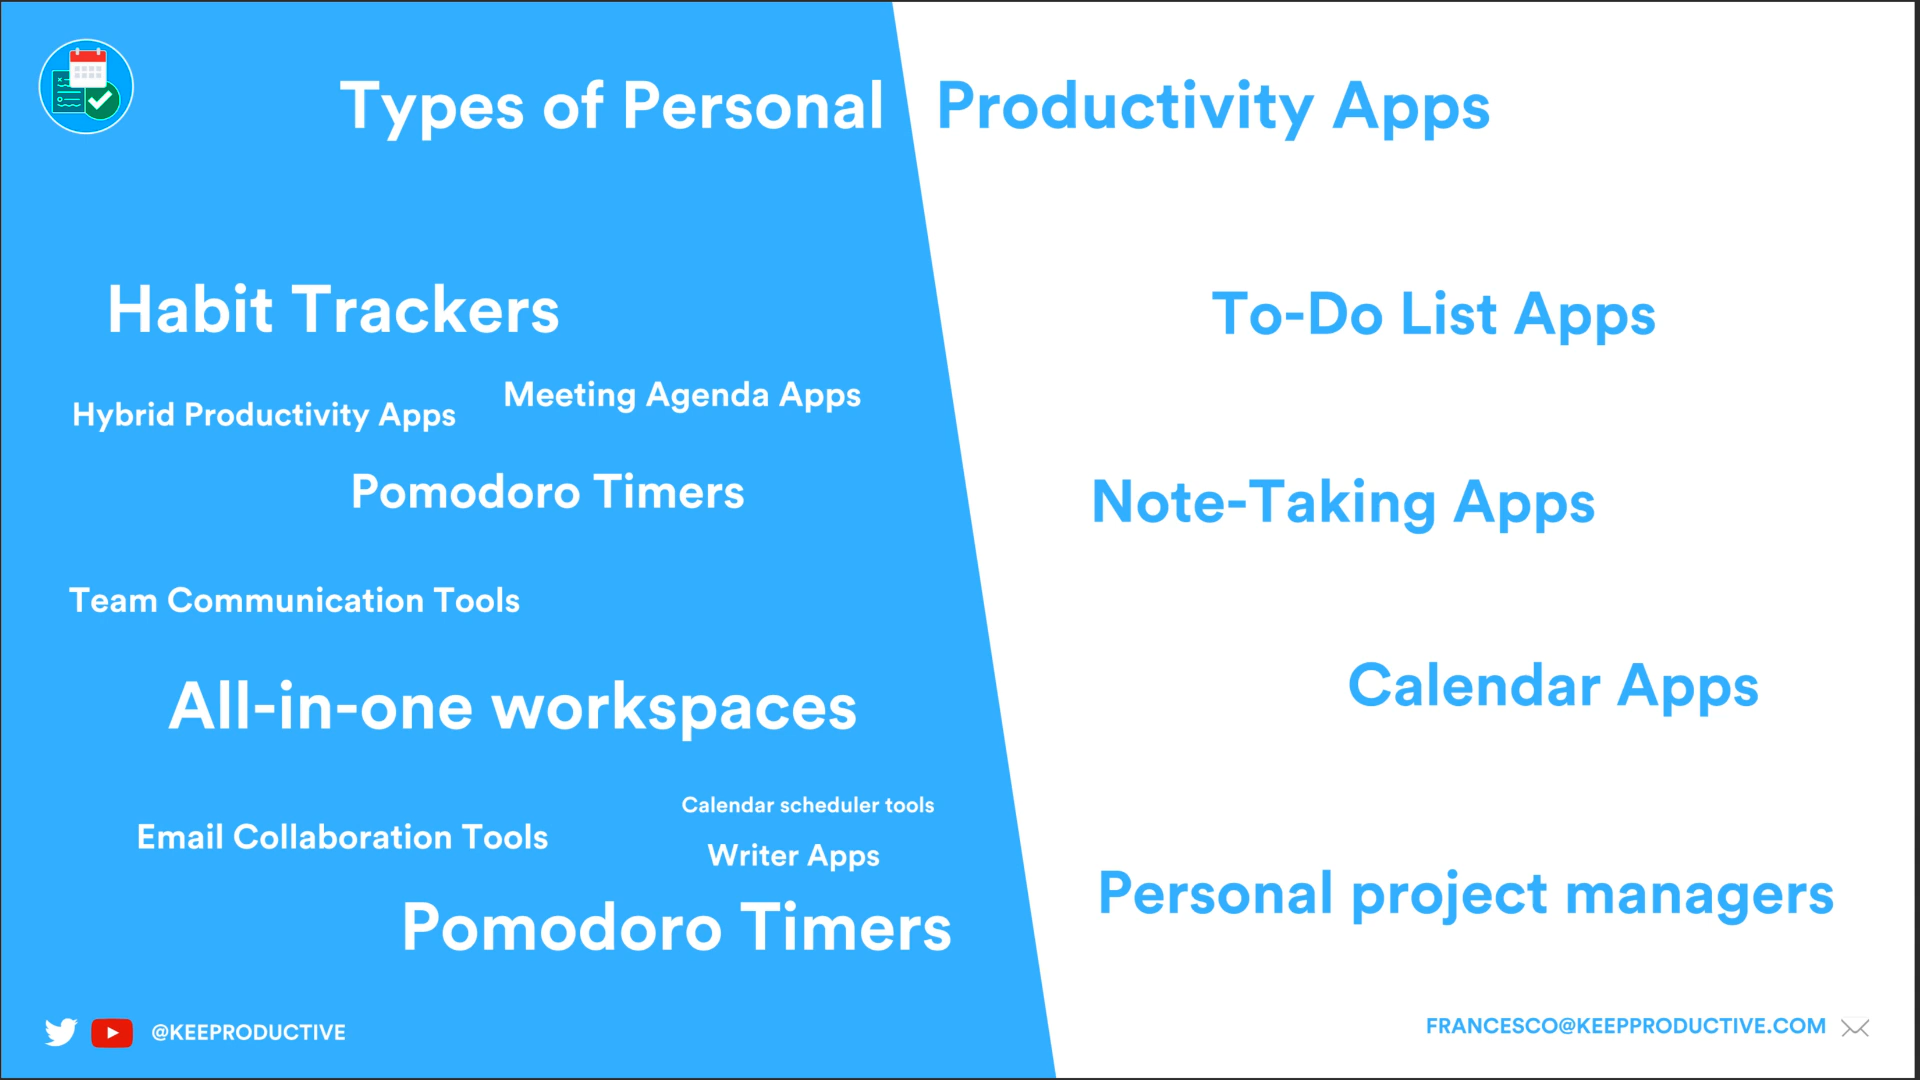 Types of Personal Productivity Apps
Habit Trackers
Hybrid Productivity Apps
Meeting Agenda Apps
Pomodoro Timers
Team Communication Tools
All-in-one workspaces
Calendar scheduler tools
Email Collaboration Tools
Writer Apps
Pomodoro Timers
To-Do List Apps
Note-Taking Apps
Calendar Apps
Personal project managers
@KEEPRODUCTIVE
FRANCESCO@KEEPPRODUCTIVE.COM